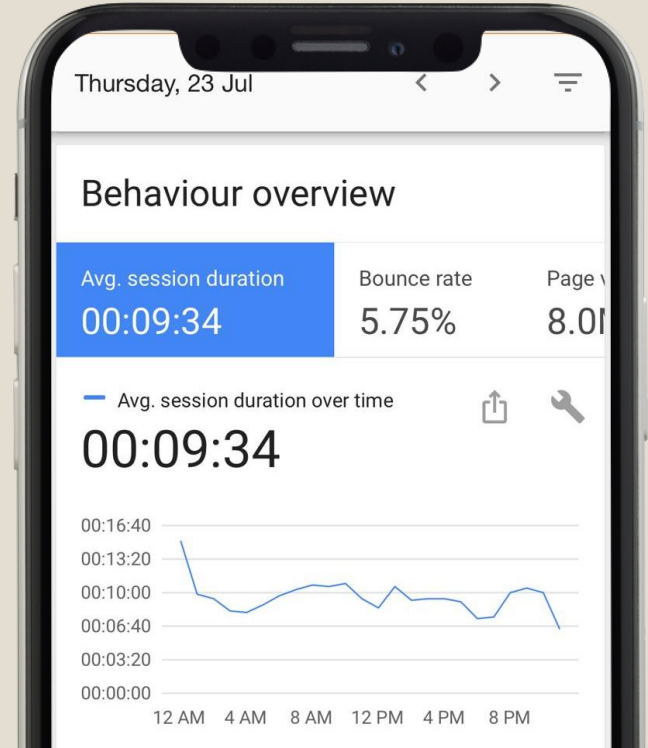 Thursday, 23 Jul
Behaviour overview
Avg. session duration
00:09:34
Bounce rate
5.75%
Page
8.0
Avg. session duration over time
00:09:34
00:16:40
00:13:20
00:10:00
00:06:40
00:03:20
00:00:00
12 AM 4 AM 8 AM 12 PM 4 PM 8 PM